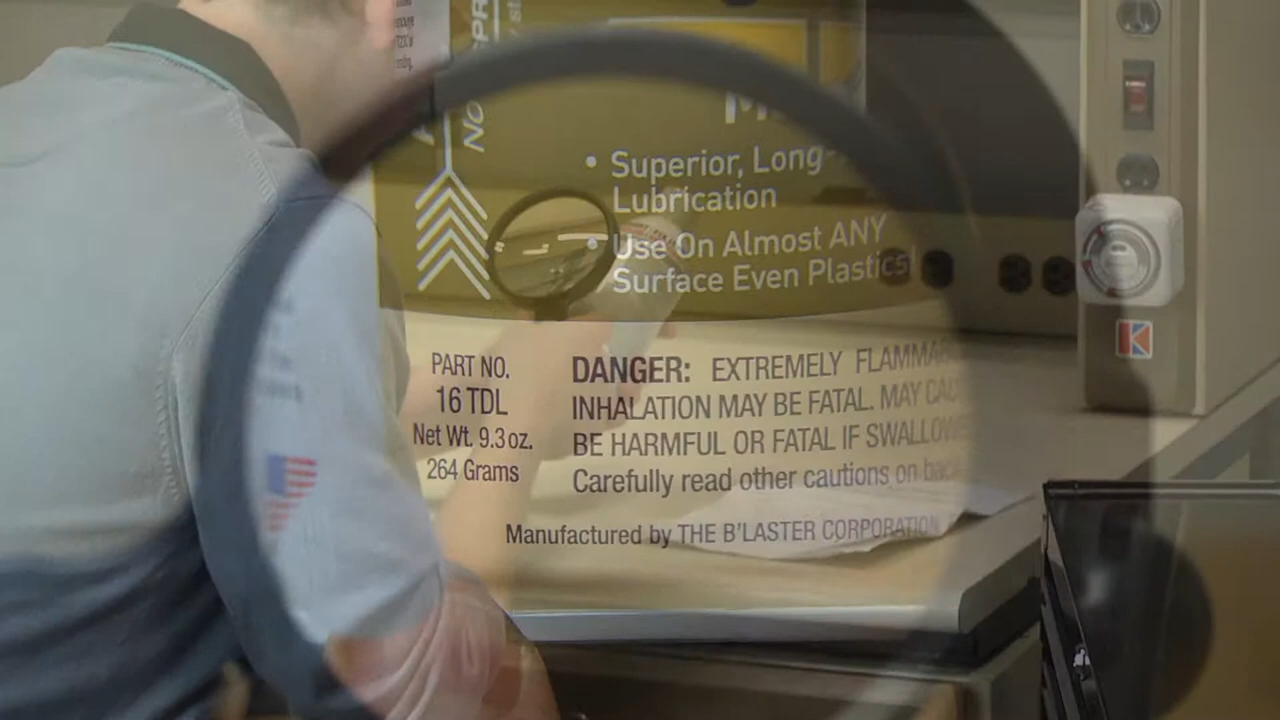 • Superior, Long-
Lubrication
• Use On Almost ANY
Surface Even Plastics!
PART NO.
16 TDL
Net Wt. 9.3 oz.
264 Grams
DANGER: EXTREMELY
INHALATION MAY BE FATAL. MAY
BE HARMFUL OR FATAL IF
Carefully read other cautions on
Manufactured by THE B'LASTER CORPORATION
K